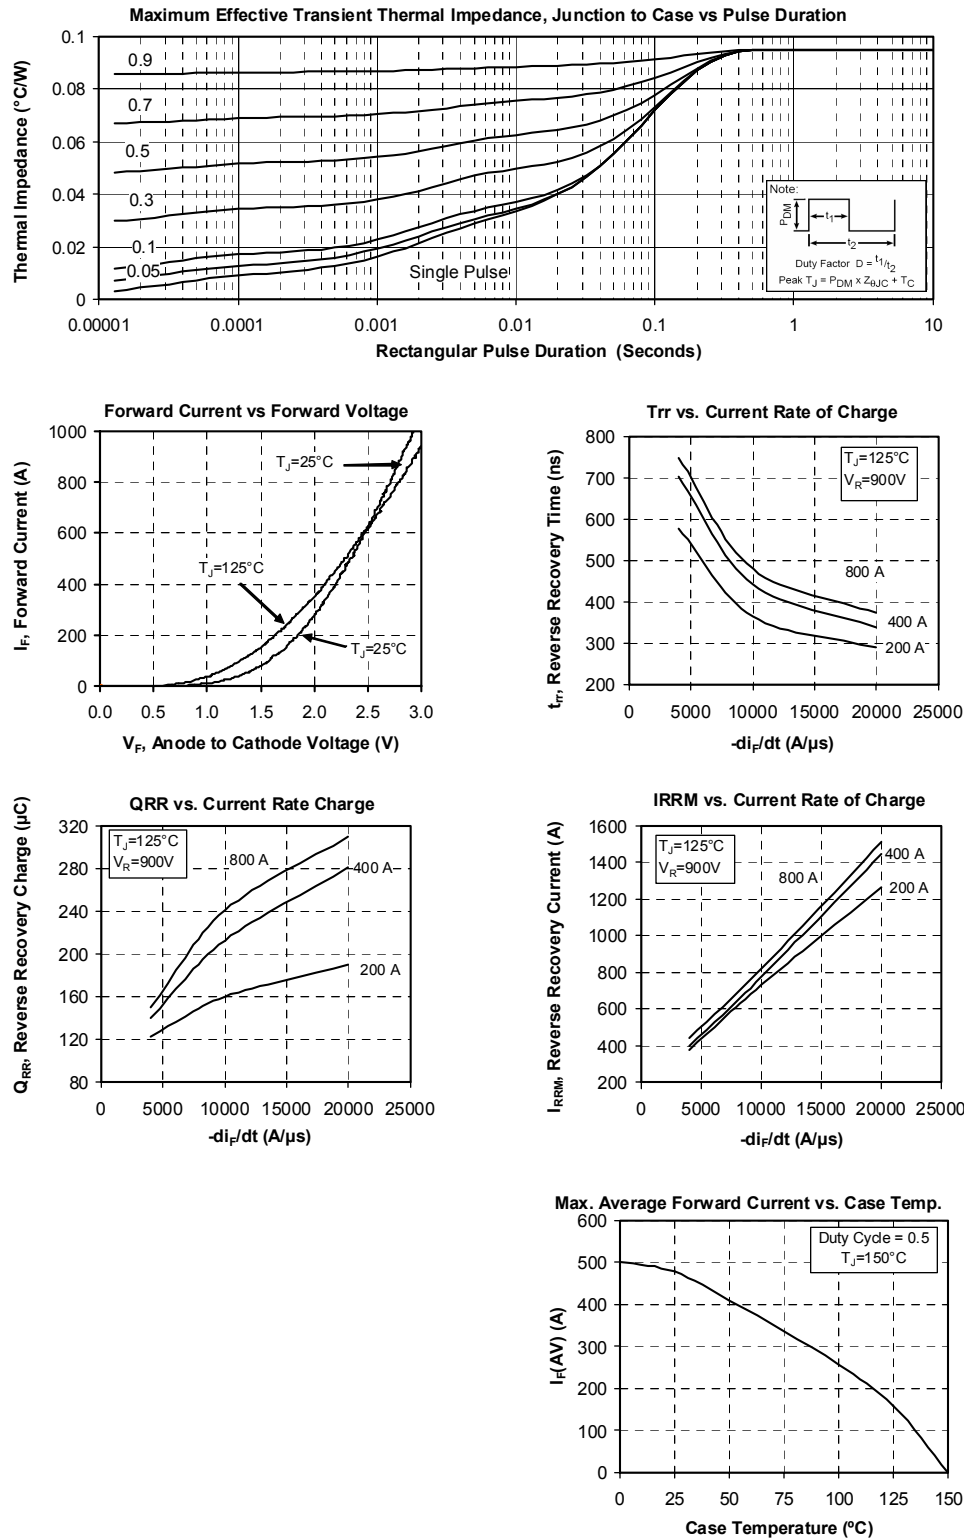 Maximum Effective Transient Thermal Impedance, Junction to Case vs Pulse Duration
Thermal Impedance (°C/W)
0.1
0.08
0.06
0.04
0.02
0
0.9
0.7
0.5
0.3
0.1
0.05
Single Pulse
Note:
PDM
t1
t2
Duty Factor D = t1/t2
Peak TJ = PDM x ZθJC + TC
0.00001 0.0001 0.001 0.01 0.1 1 10
Rectangular Pulse Duration (Seconds)
Forward Current vs Forward Voltage
IF, Forward Current (A)
1000
800
600
400
200
0
TJ=25°C
TJ=125°C
TJ=25°C
0.0 0.5 1.0 1.5 2.0 2.5 3.0
VF, Anode to Cathode Voltage (V)
Trr vs. Current Rate of Charge
trr, Reverse Recovery Time (ns)
800
700
600
500
400
300
200
TJ=125°C
VR=900V
800 A
400 A
200 A
0 5000 10000 15000 20000 25000
-diF/dt (A/µs)
QRR vs. Current Rate Charge
QRR, Reverse Recovery Charge (µC)
320
280
240
200
160
120
80
TJ=125°C
VR=900V
800 A
400 A
200 A
0 5000 10000 15000 20000 25000
-diF/dt (A/µs)
IRRM vs. Current Rate of Charge
IRRM, Reverse Recovery Current (A)
1600
1400
1200
1000
800
600
400
200
TJ=125°C
VR=900V
800 A
400 A
200 A
0 5000 10000 15000 20000 25000
-diF/dt (A/µs)
Max. Average Forward Current vs. Case Temp.
IF(AV) (A)
600
500
400
300
200
100
0
Duty Cycle = 0.5
TJ=150°C
0 25 50 75 100 125 150
Case Temperature (ºC)